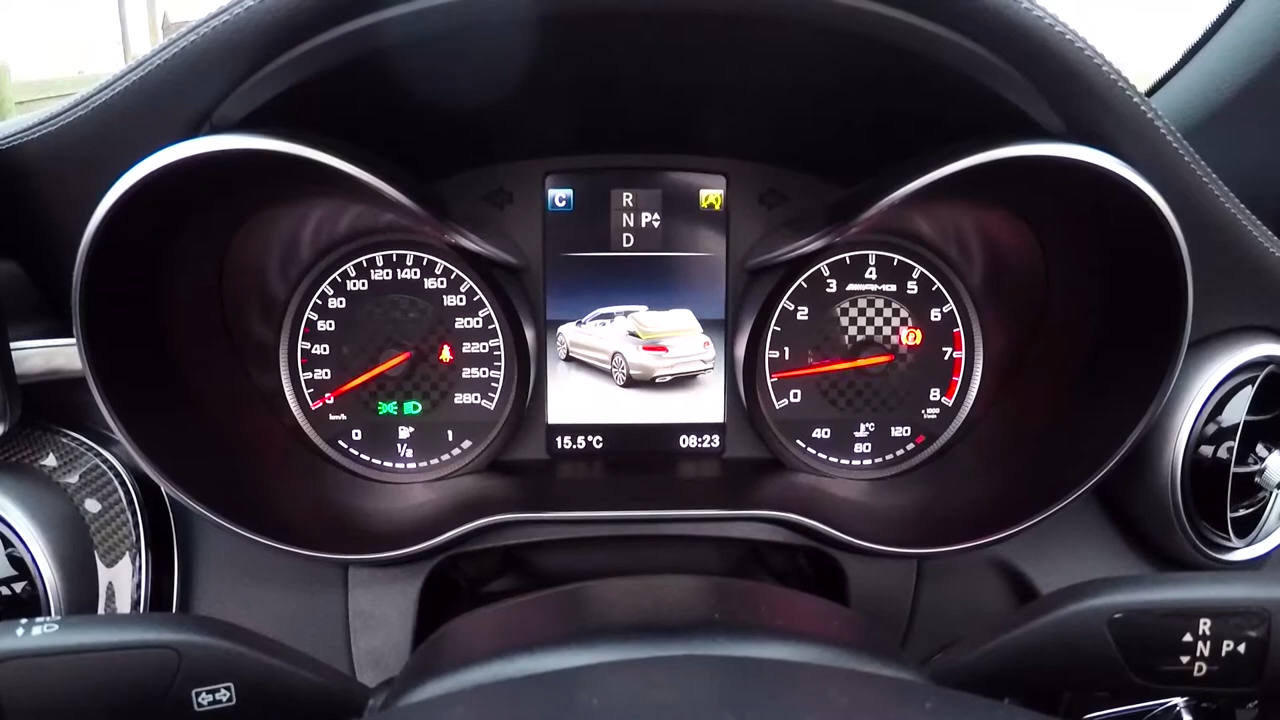 C
R
N P
D
15.5°C 08:23
0
20
40
60
80
100
120
140
160
180
200
220
250
280
km/h
0 1/2 1
AMG
0
1
2
3
4
5
6
7
8
x 1000
1/min
°C
40 80 120
R
N P
D